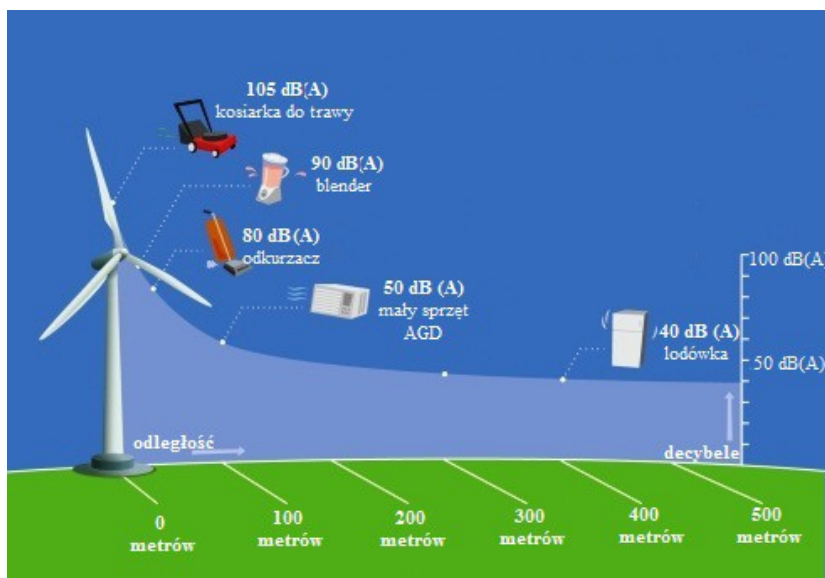 105 dB(A)
kosiarka do trawy
90 dB(A)
blender
80 dB (A)
odkurzacz
50 dB (A)
mały sprzęt
AGD
40 dB (A)
lodówka
100 dB(A)
50 dB(A)
odległość
decybele
0
metrów
100
metrów
200
metrów
300
metrów
400
metrów
500
metrów